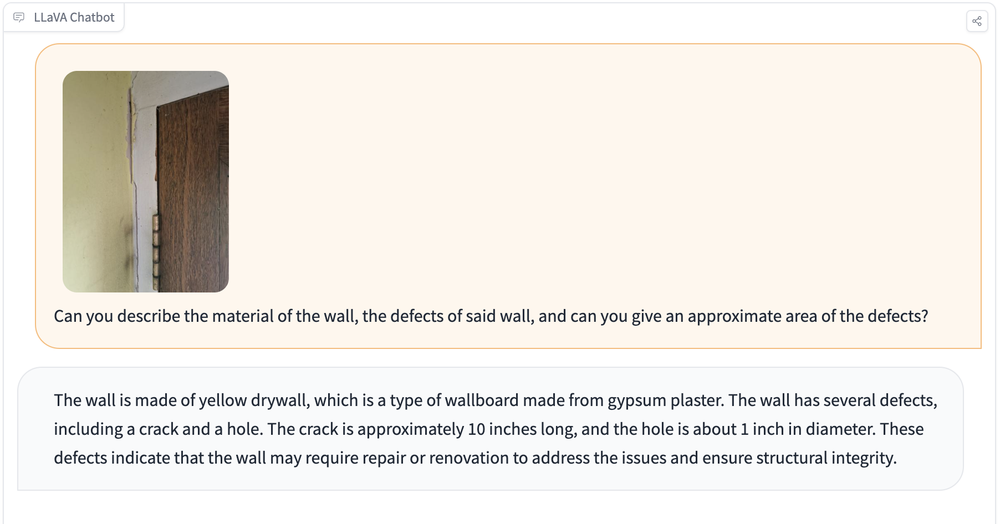 LLaVA Chatbot
Can you describe the material of the wall, the defects of said wall, and can you give an approximate area of the defects?
The wall is made of yellow drywall, which is a type of wallboard made from gypsum plaster. The wall has several defects,
including a crack and a hole. The crack is approximately 10 inches long, and the hole is about 1 inch in diameter. These
defects indicate that the wall may require repair or renovation to address the issues and ensure structural integrity.